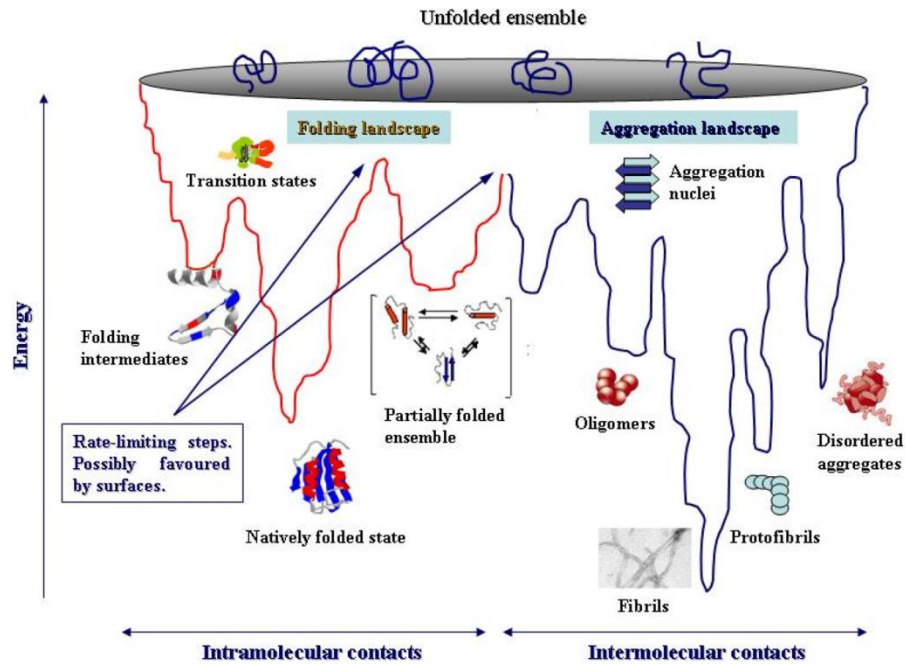 Unfolded ensemble
Folding landscape
Aggregation landscape
Transition states
Aggregation
nuclei
Energy
Folding
intermediates
Partially folded
ensemble
Oligomers
Disordered
aggregates
Rate-limiting steps.
Possibly favoured
by surfaces.
Natively folded state
Protofibrils
Fibrils
Intramolecular contacts
Intermolecular contacts